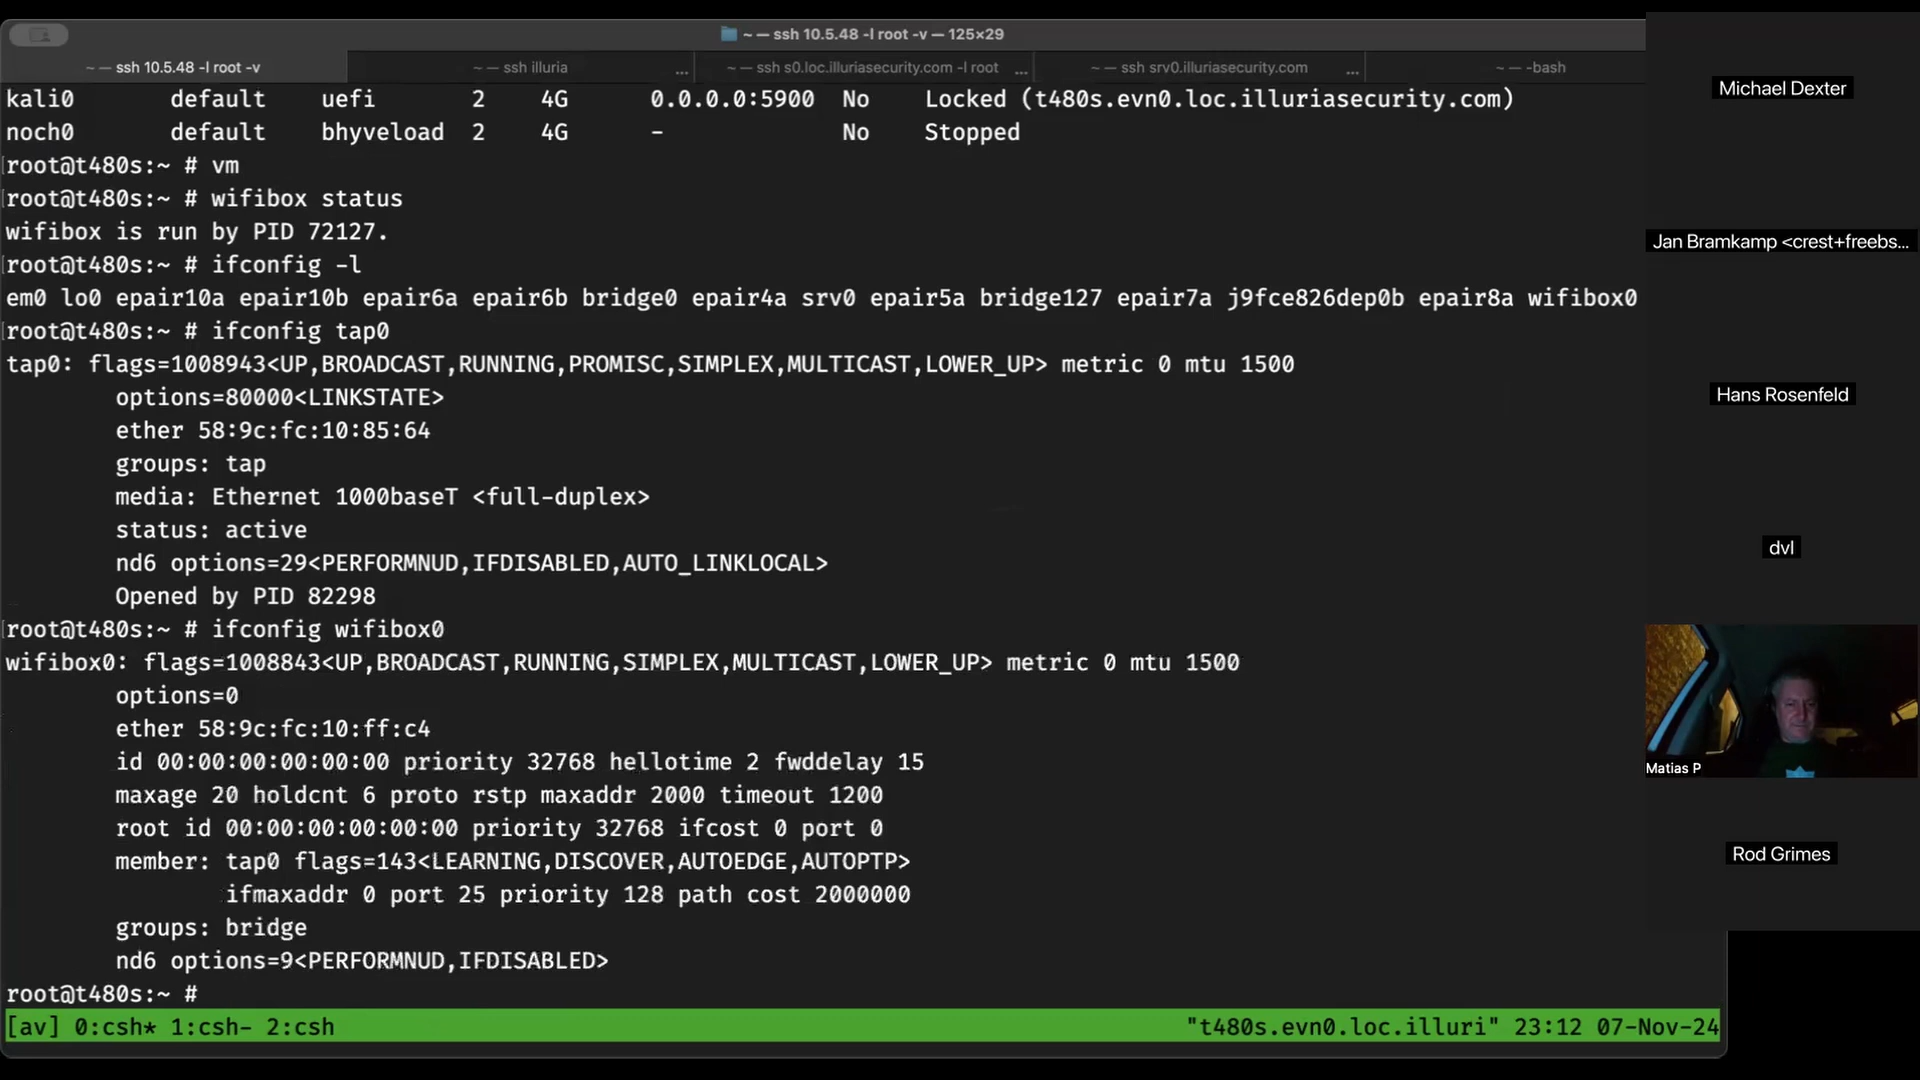 ~ — ssh 10.5.48 -l root -v — 125×29
~ — ssh 10.5.48 -l root -v
~ — ssh illuria ...
~ — ssh s0.loc.illuriasecurity.com -l root ...
~ — ssh srv0.illuriasecurity.com ...
~ — -bash
kali0 default uefi 2 4G 0.0.0.0:5900 No Locked (t480s.evn0.loc.illuriasecurity.com)
noch0 default bhyveload 2 4G - No Stopped
[root@t480s:~ # vm
[root@t480s:~ # wifibox status
wifibox is run by PID 72127.
[root@t480s:~ # ifconfig -l
em0 lo0 epair10a epair10b epair6a epair6b bridge0 epair4a srv0 epair5a bridge127 epair7a j9fce826dep0b epair8a wifibox0
[root@t480s:~ # ifconfig tap0
tap0: flags=1008943<UP,BROADCAST,RUNNING,PROMISC,SIMPLEX,MULTICAST,LOWER_UP> metric 0 mtu 1500
options=80000<LINKSTATE>
ether 58:9c:fc:10:85:64
groups: tap
media: Ethernet 1000baseT <full-duplex>
status: active
nd6 options=29<PERFORMNUD,IFDISABLED,AUTO_LINKLOCAL>
Opened by PID 82298
[root@t480s:~ # ifconfig wifibox0
wifibox0: flags=1008843<UP,BROADCAST,RUNNING,SIMPLEX,MULTICAST,LOWER_UP> metric 0 mtu 1500
options=0
ether 58:9c:fc:10:ff:c4
id 00:00:00:00:00:00 priority 32768 hellotime 2 fwddelay 15
maxage 20 holdcnt 6 proto rstp maxaddr 2000 timeout 1200
root id 00:00:00:00:00:00 priority 32768 ifcost 0 port 0
member: tap0 flags=143<LEARNING,DISCOVER,AUTOEDGE,AUTOPTP>
ifmaxaddr 0 port 25 priority 128 path cost 2000000
groups: bridge
nd6 options=9<PERFORMNUD,IFDISABLED>
root@t480s:~ #
[av] 0:csh* 1:csh- 2:csh "t480s.evn0.loc.illuri" 23:12 07-Nov-24
Michael Dexter
Jan Bramkamp <crest+freebs...
Hans Rosenfeld
dvl
Matias P
Rod Grimes